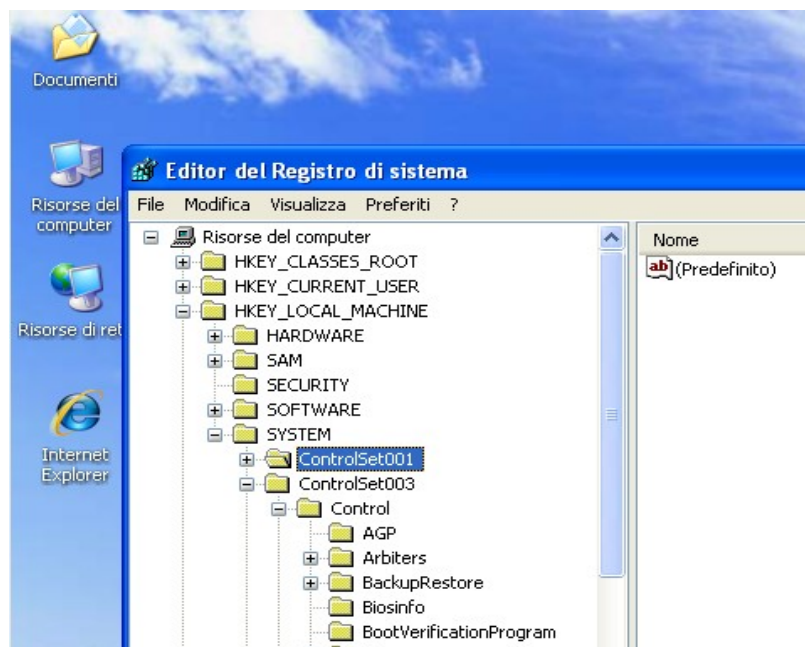 Documenti
Risorse del
computer
Risorse di ret
Internet
Explorer
Editor del Registro di sistema
File Modifica Visualizza Preferiti ?
Risorse del computer
HKEY_CLASSES_ROOT
HKEY_CURRENT_USER
HKEY_LOCAL_MACHINE
HARDWARE
SAM
SECURITY
SOFTWARE
SYSTEM
ControlSet001
ControlSet003
Control
AGP
Arbiters
BackupRestore
Biosinfo
BootVerificationProgram
Nome
ab (Predefinito)